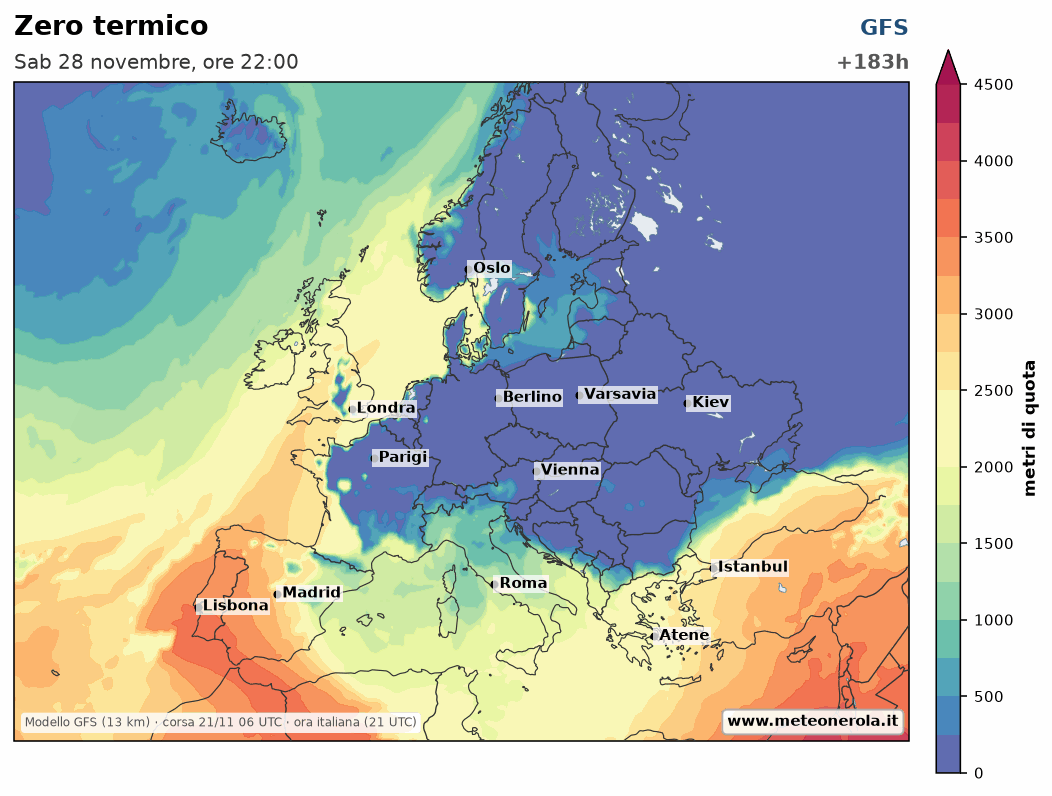 Zero termico
GFS
Sab 28 novembre, ore 22:00
+183h
4500
4000
3500
3000
2500
2000
1500
1000
500
0
metri di quota
Oslo
Londra
Berlino
Varsavia
Kiev
Parigi
Vienna
Istanbul
Roma
Madrid
Lisbona
Atene
Modello GFS (13 km) · corsa 21/11 06 UTC · ora italiana (21 UTC)
www.meteonerola.it